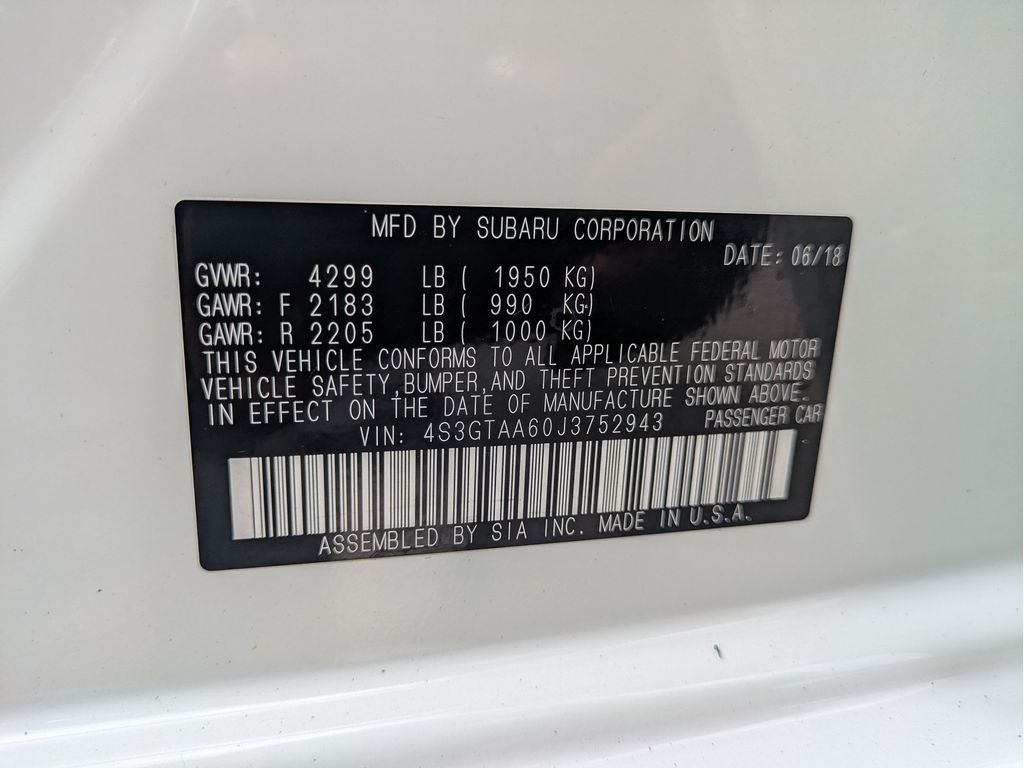 MFD BY SUBARU CORPORATION
DATE: 06/18
GVWR: 4299 LB ( 1950 KG)
GAWR: F 2183 LB ( 990 KG)
GAWR: R 2205 LB ( 1000 KG)
THIS VEHICLE CONFORMS TO ALL APPLICABLE FEDERAL MOTOR
VEHICLE SAFETY,BUMPER,AND THEFT PREVENTION STANDARDS
IN EFFECT ON THE DATE OF MANUFACTURE SHOWN ABOVE.
VIN: 4S3GTAA60J3752943 PASSENGER CAR
ASSEMBLED BY SIA INC. MADE IN U.S.A.